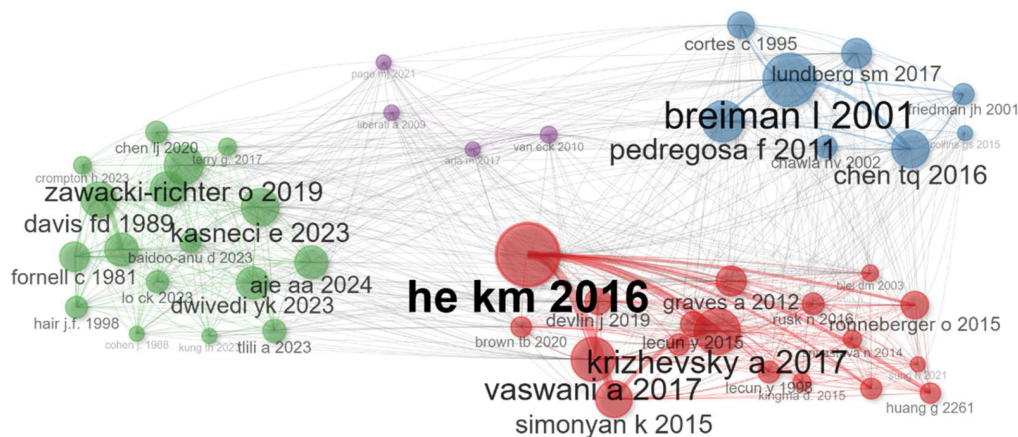 cortes c 1995
page mj 2021
lundberg sm 2017
friedman jh 2001
breiman l 2001
liberati a 2009
collins gs 2015
van eck 2010
chen lj 2020
terry g. 2017
aria m 2017
pedregosa f 2011
chawla nv 2002
chen tq 2016
crompton h 2023
zawacki-richter o 2019
davis fd 1989
kasneci e 2023
baidoo-anu d 2023
fornell c 1981
aje aa 2024
blei dm 2003
he km 2016
lo ck 2023
dwivedi yk 2023
graves a 2012
devlin j 2019
rusk n 2016
ronneberger o 2015
hair j.f. 1998
cohen j. 1988
kung th 2023
tlili a 2023
brown tb 2020
lecun y 2015
srivastava n 2014
krizhevsky a 2017
vaswani a 2017
lecun y 1998
kingma d. 2015
huang g 2261
simonyan k 2015